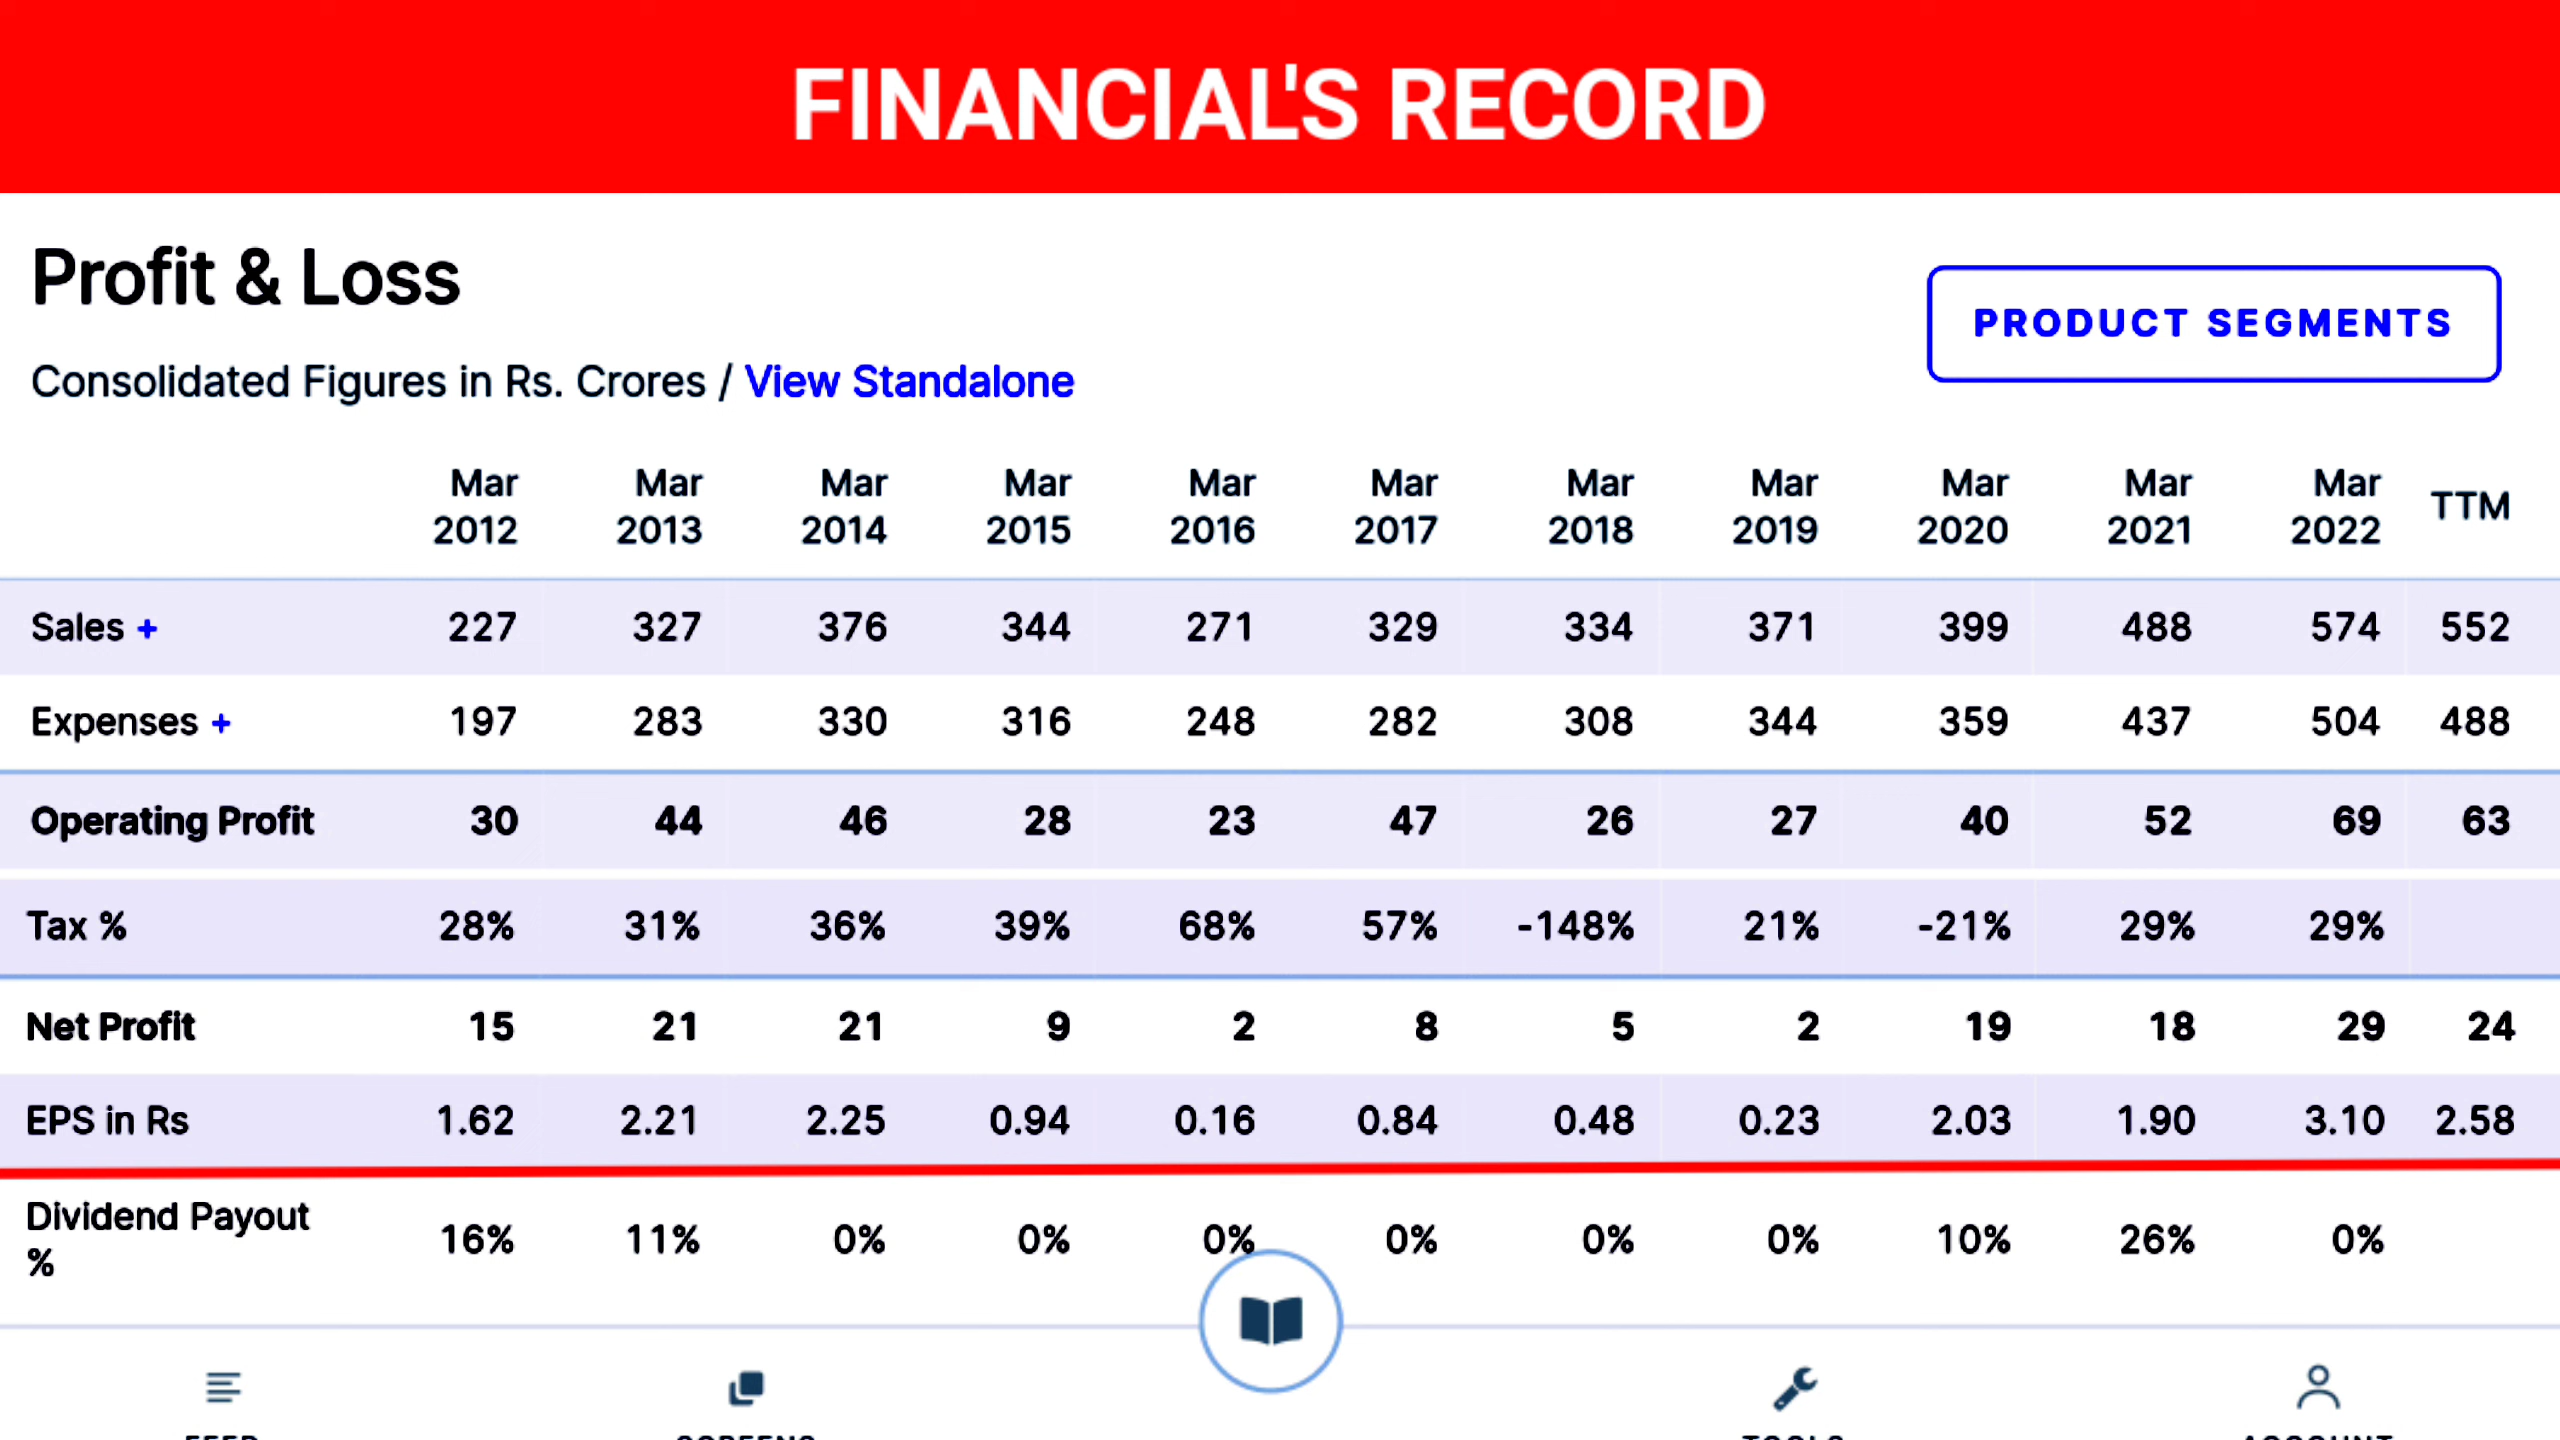 FINANCIAL'S RECORD
Profit & Loss
PRODUCT SEGMENTS
Consolidated Figures in Rs. Crores / View Standalone
Mar 2012 Mar 2013 Mar 2014 Mar 2015 Mar 2016 Mar 2017 Mar 2018 Mar 2019 Mar 2020 Mar 2021 Mar 2022 TTM
Sales + 227 327 376 344 271 329 334 371 399 488 574 552
Expenses + 197 283 330 316 248 282 308 344 359 437 504 488
Operating Profit 30 44 46 28 23 47 26 27 40 52 69 63
Tax % 28% 31% 36% 39% 68% 57% -148% 21% -21% 29% 29%
Net Profit 15 21 21 9 2 8 5 2 19 18 29 24
EPS in Rs 1.62 2.21 2.25 0.94 0.16 0.84 0.48 0.23 2.03 1.90 3.10 2.58
Dividend Payout % 16% 11% 0% 0% 0% 0% 0% 0% 10% 26% 0%